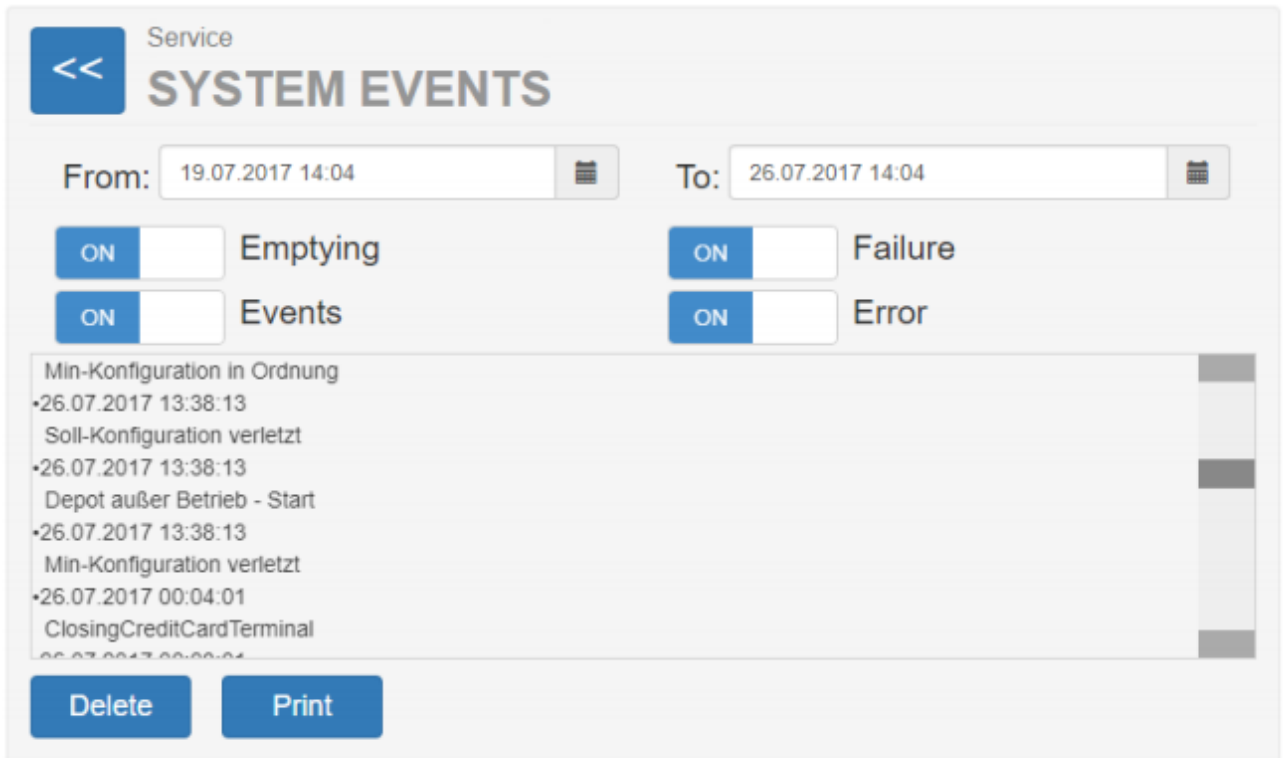 <<
Service
SYSTEM EVENTS
From: 19.07.2017 14:04 To: 26.07.2017 14:04
ON Emptying ON Failure
ON Events ON Error
Min-Konfiguration in Ordnung
•26.07.2017 13:38:13
Soll-Konfiguration verletzt
•26.07.2017 13:38:13
Depot außer Betrieb - Start
•26.07.2017 13:38:13
Min-Konfiguration verletzt
•26.07.2017 00:04:01
ClosingCreditCardTerminal
Delete Print